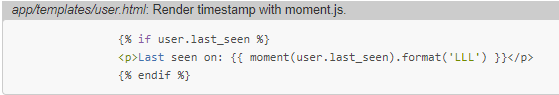 app/templates/user.html: Render timestamp with moment.js.
{% if user.last_seen %}
<p>Last seen on: {{ moment(user.last_seen).format('LLL') }}</p>
{% endif %}